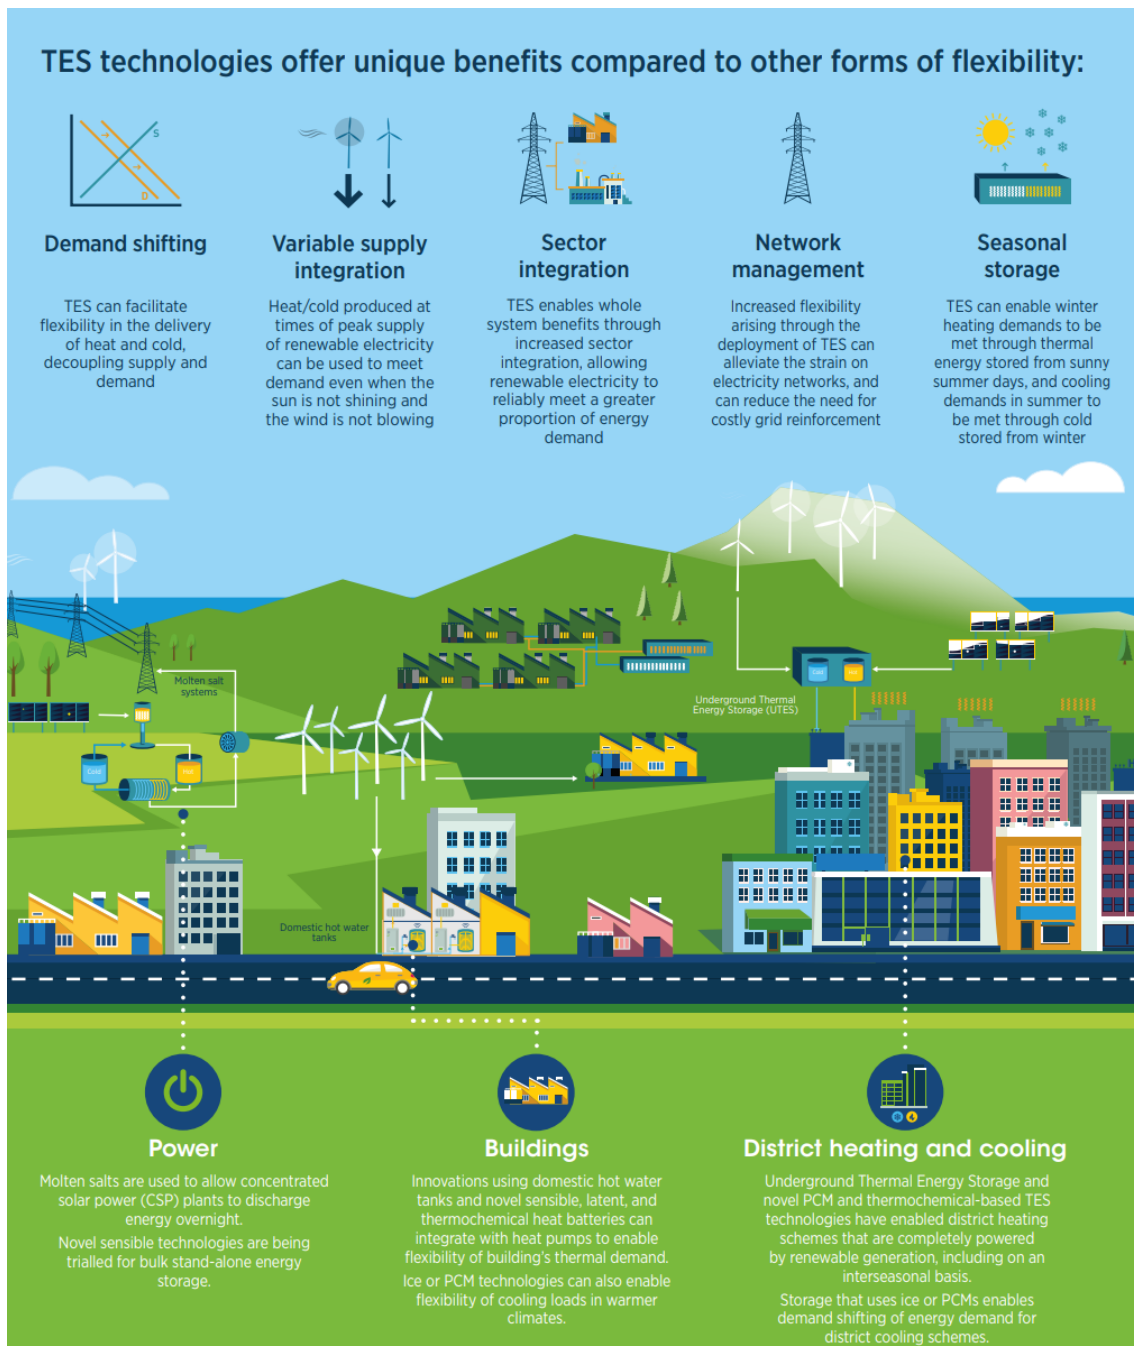 TES technologies offer unique benefits compared to other forms of flexibility:
S
D
Demand shifting
TES can facilitate
flexibility in the delivery
of heat and cold,
decoupling supply and
demand
Variable supply
integration
Heat/cold produced at
times of peak supply
of renewable electricity
can be used to meet
demand even when the
sun is not shining and
the wind is not blowing
Sector
integration
TES enables whole
system benefits through
increased sector
integration, allowing
renewable electricity to
reliably meet a greater
proportion of energy
demand
Network
management
Increased flexibility
arising through the
deployment of TES can
alleviate the strain on
electricity networks, and
can reduce the need for
costly grid reinforcement
Seasonal
storage
TES can enable winter
heating demands to be
met through thermal
energy stored from sunny
summer days, and cooling
demands in summer to
be met through cold
stored from winter
Molten salt
systems
Cold
Hot
Underground Thermal
Energy Storage (UTES)
Cold
Hot
Domestic hot water
tanks
Power
Molten salts are used to allow concentrated
solar power (CSP) plants to discharge
energy overnight.
Novel sensible technologies are being
trialled for bulk stand-alone energy
storage.
Buildings
Innovations using domestic hot water
tanks and novel sensible, latent, and
thermochemical heat batteries can
integrate with heat pumps to enable
flexibility of building's thermal demand.
Ice or PCM technologies can also enable
flexibility of cooling loads in warmer
climates.
District heating and cooling
Underground Thermal Energy Storage and
novel PCM and thermochemical-based TES
technologies have enabled district heating
schemes that are completely powered
by renewable generation, including on an
interseasonal basis.
Storage that uses ice or PCMs enables
demand shifting of energy demand for
district cooling schemes.